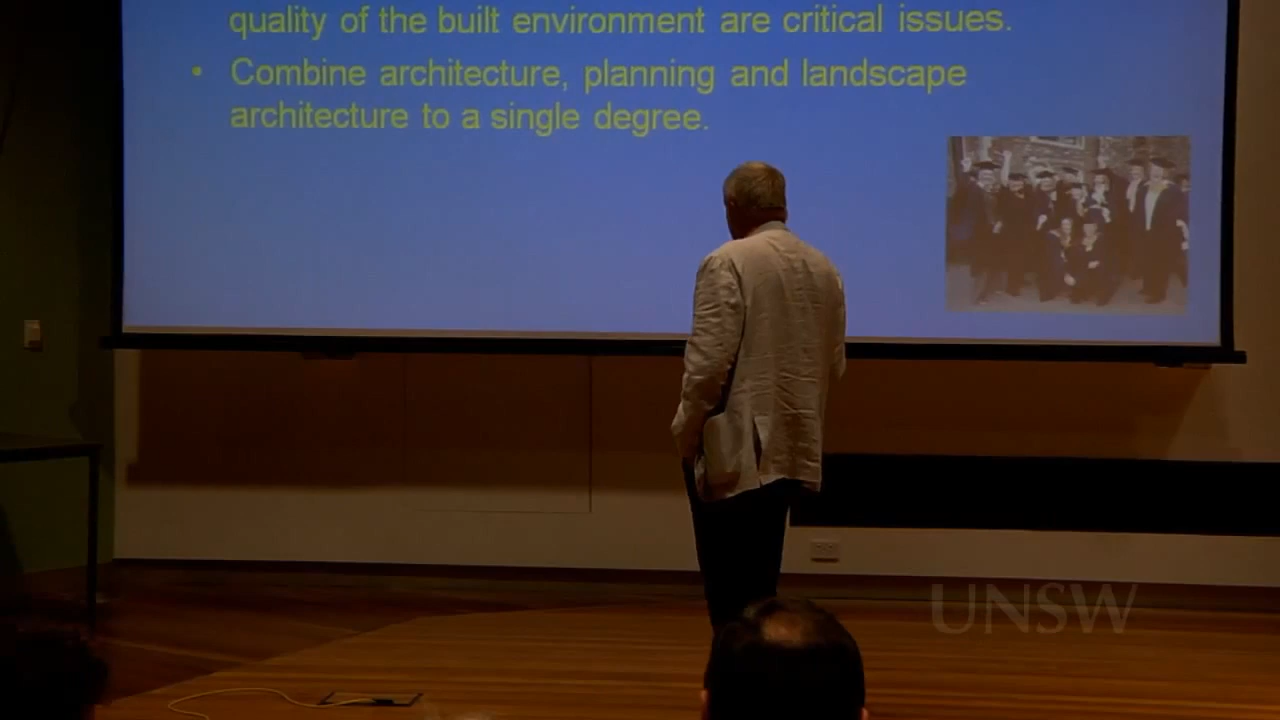 quality of the built environment are critical issues.
• Combine architecture, planning and landscape
architecture to a single degree.
UNSW